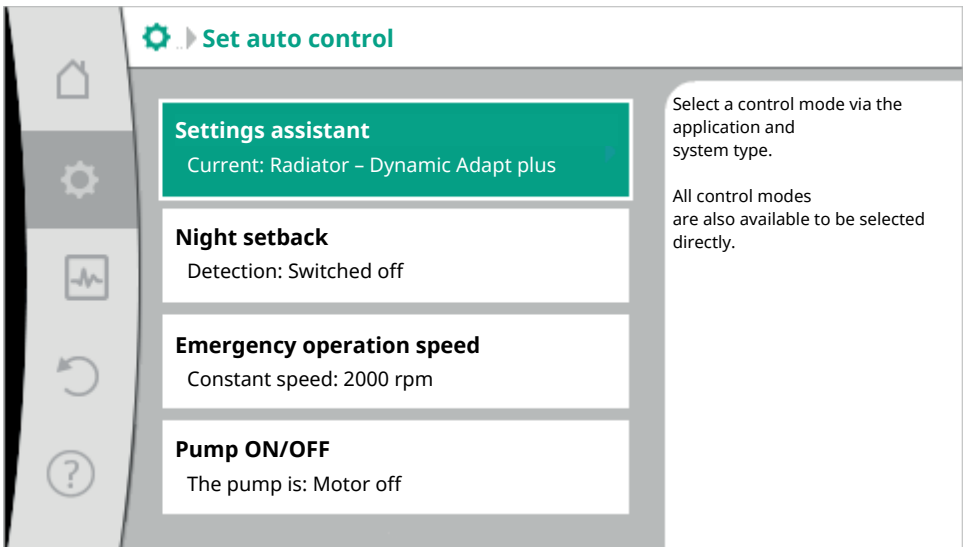 Set auto control
Settings assistant
Current: Radiator – Dynamic Adapt plus
Night setback
Detection: Switched off
Emergency operation speed
Constant speed: 2000 rpm
Pump ON/OFF
The pump is: Motor off
Select a control mode via the
application and
system type.
All control modes
are also available to be selected
directly.
?